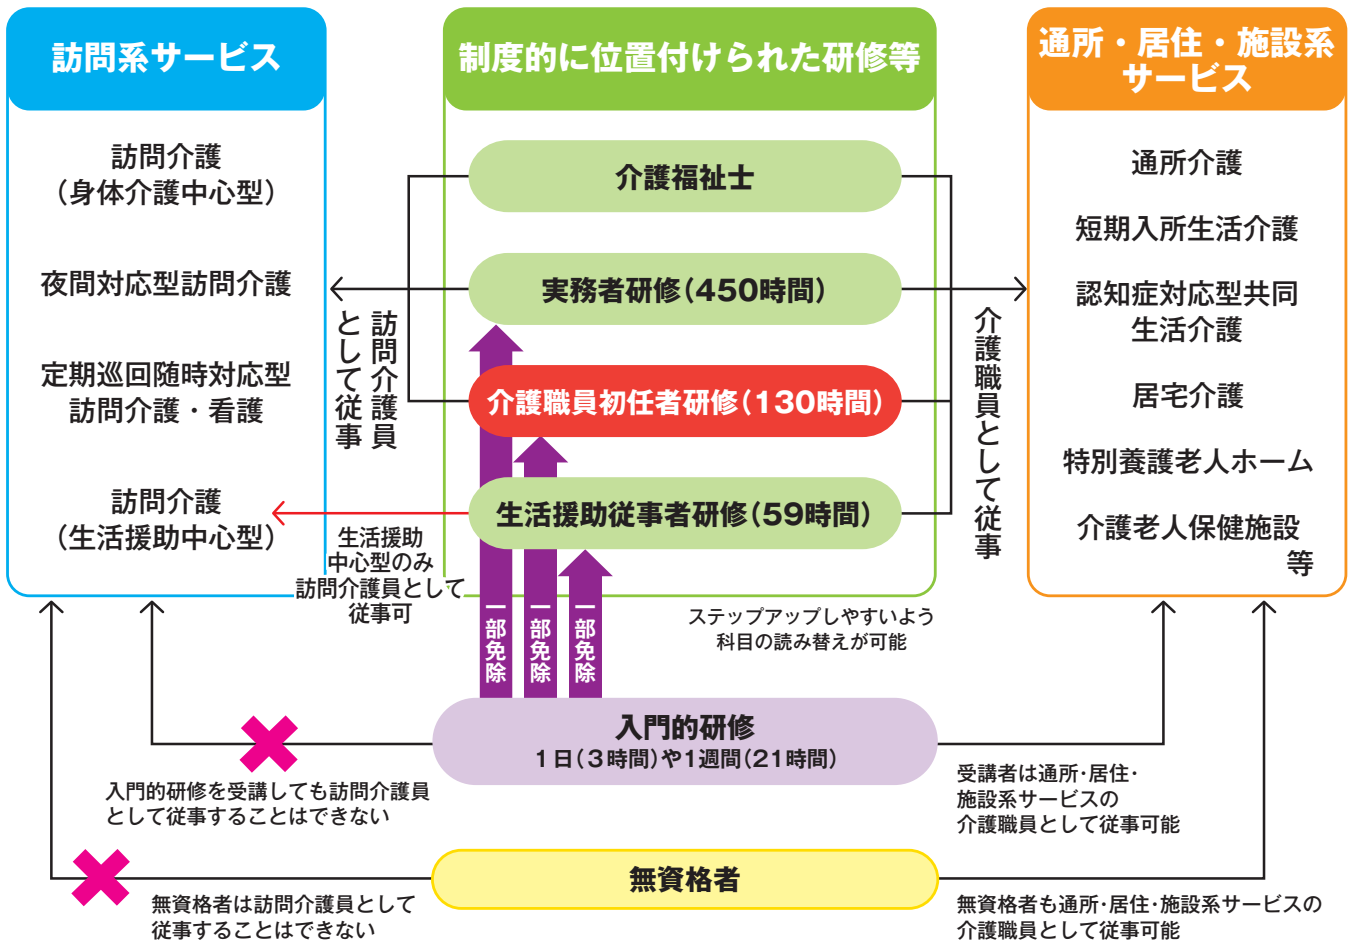 訪問系サービス
訪問介護
（身体介護中心型）
夜間対応型訪問介護
定期巡回随時対応型
訪問介護・看護
訪問介護
（生活援助中心型）
訪問介護員
として従事
生活援助
中心型のみ
訪問介護員として
従事可
制度的に位置付けられた研修等
介護福祉士
実務者研修（450時間）
介護職員初任者研修（130時間）
生活援助従事者研修（59時間）
一部免除
一部免除
一部免除
ステップアップしやすいよう
科目の読み替えが可能
介護職員として従事
通所・居住・施設系
サービス
通所介護
短期入所生活介護
認知症対応型共同
生活介護
居宅介護
特別養護老人ホーム
介護老人保健施設
等
入門的研修
1日（3時間）や1週間（21時間）
入門的研修を受講しても訪問介護員
として従事することはできない
受講者は通所・居住・
施設系サービスの
介護職員として従事可能
無資格者
無資格者は訪問介護員として
従事することはできない
無資格者も通所・居住・施設系サービスの
介護職員として従事可能